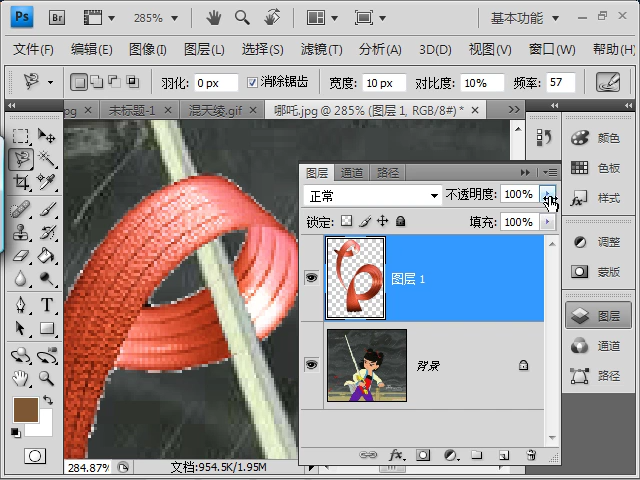 Ps Br 285% 基本功能
文件(F) 编辑(E) 图像(I) 图层(L) 选择(S) 滤镜(T) 分析(A) 3D(D) 视图(V) 窗口(W) 帮助(H)
羽化: 0 px 消除锯齿 宽度: 10 px 对比度: 10% 频率: 57
pg × 未标题-1 × 混天绫.gif × 哪吒.jpg @ 285% (图层 1, RGB/8#) * ×
颜色
色板
样式
调整
蒙版
图层
通道
路径
图层 通道 路径
正常 不透明度: 100%
锁定: 填充: 100%
图层 1
背景
284.87% 文档:954.5K/1.95M